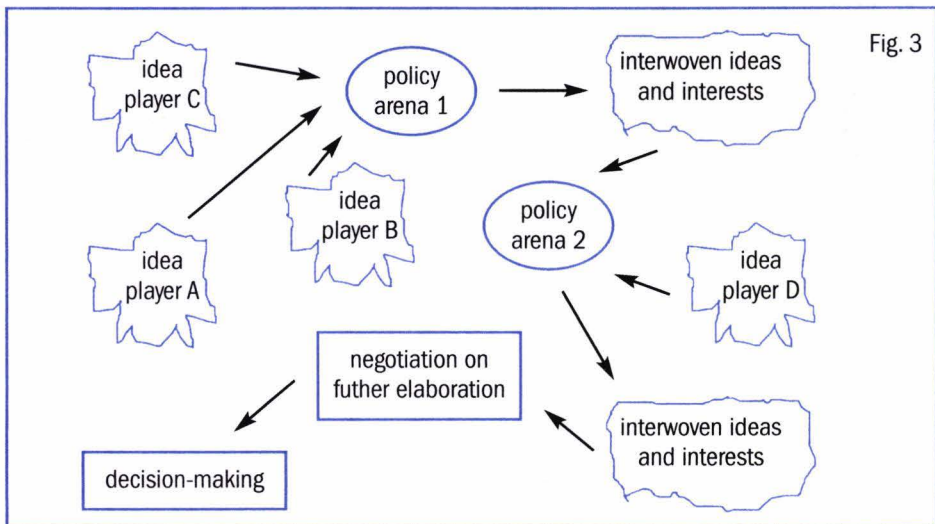 Fig. 3
idea
player C
policy
arena 1
interwoven ideas
and interests
idea
player B
policy
arena 2
idea
player A
idea
player D
negotiation on
futher elaboration
interwoven ideas
and interests
decision-making